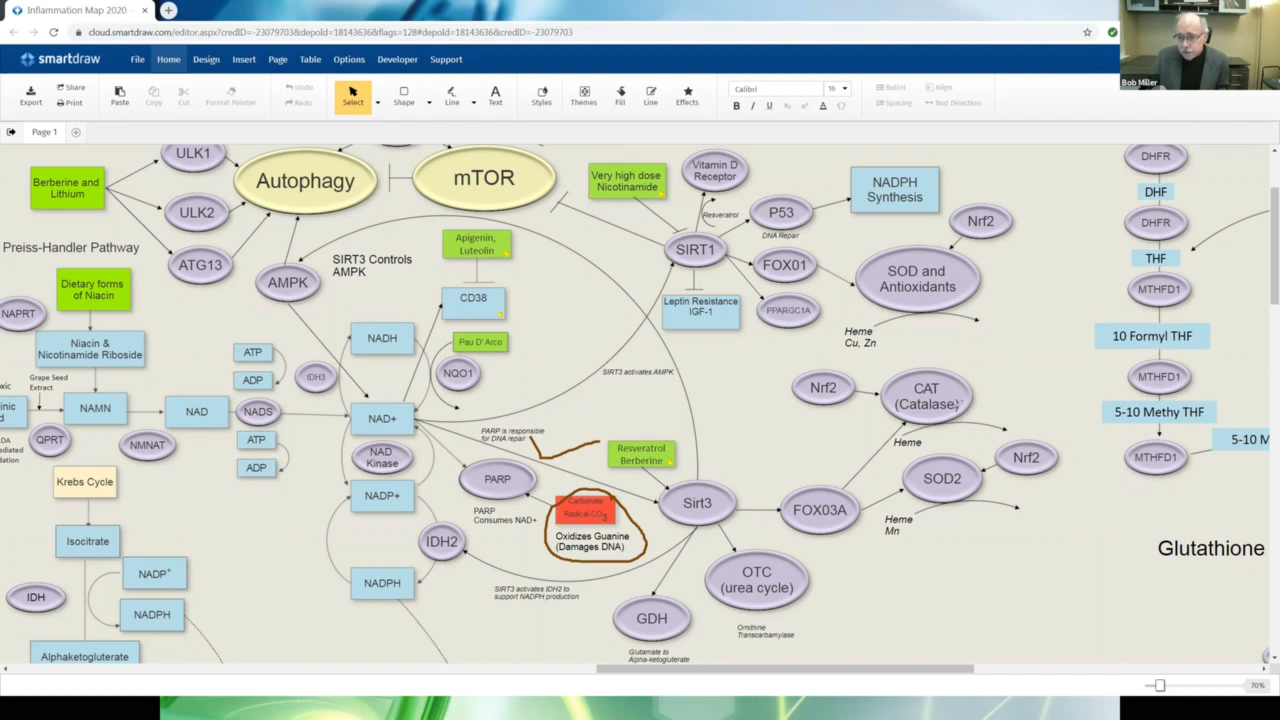 Inflammation Map 2020 -
cloud.smartdraw.com/editor.aspx?credID=-23079703&depoId=18143636&flags=128#depoId=18143636&credID=-23079703
Bob Miller
smartdraw
File Home Design Insert Page Table Options Developer Support
Export
Share
Print
Paste
Copy
Cut
Format Painter
Undo
Redo
Select
Shape
Line
Text
Styles
Themes
Fill
Line
Effects
Calibri
16
B I U
Bullet
Align
Spacing
Text Direction
Page 1
ULK1
Berberine and
Lithium
Autophagy
mTOR
ULK2
ATG13
Preiss-Handler Pathway
Dietary forms
of Niacin
AMPK
SIRT3 Controls
AMPK
Apigenin,
Luteolin
CD38
Very high dose
Nicotinamide
Vitamin D
Receptor
Resveratrol
SIRT1
P53
DNA Repair
NADPH
Synthesis
Nrf2
FOX01
SOD and
Antioxidants
Leptin Resistance
IGF-1
PPARGC1A
Heme
Cu, Zn
DHFR
DHF
DHFR
THF
MTHFD1
10 Formyl THF
MTHFD1
5-10 Methy THF
5-10 M
MTHFD1
NAPRT
Niacin &
Nicotinamide Riboside
Grape Seed
Extract
NAMN
NAD
QPRT
NMNAT
ATP
ADP
NADS
ATP
ADP
IDH3
NADH
Pau D' Arco
NQO1
NAD+
NAD
Kinase
NADP+
IDH2
NADPH
SIRT3 activates AMPK
PARP is responsible
for DNA repair
PARP
PARP
Consumes NAD+
Resveratrol
Berberine
Carbonate
Radical CO3
Oxidizes Guanine
(Damages DNA)
Sirt3
SIRT3 activates IDH2 to
support NADPH production
Nrf2
CAT
(Catalase)
Heme
SOD2
Nrf2
FOX03A
Heme
Mn
OTC
(urea cycle)
Ornithine
Transcarbamylase
GDH
Glutamate to
Alpha-ketogluterate
Glutathione
Krebs Cycle
Isocitrate
NADP+
IDH
NADPH
Alphaketogluterate
70%